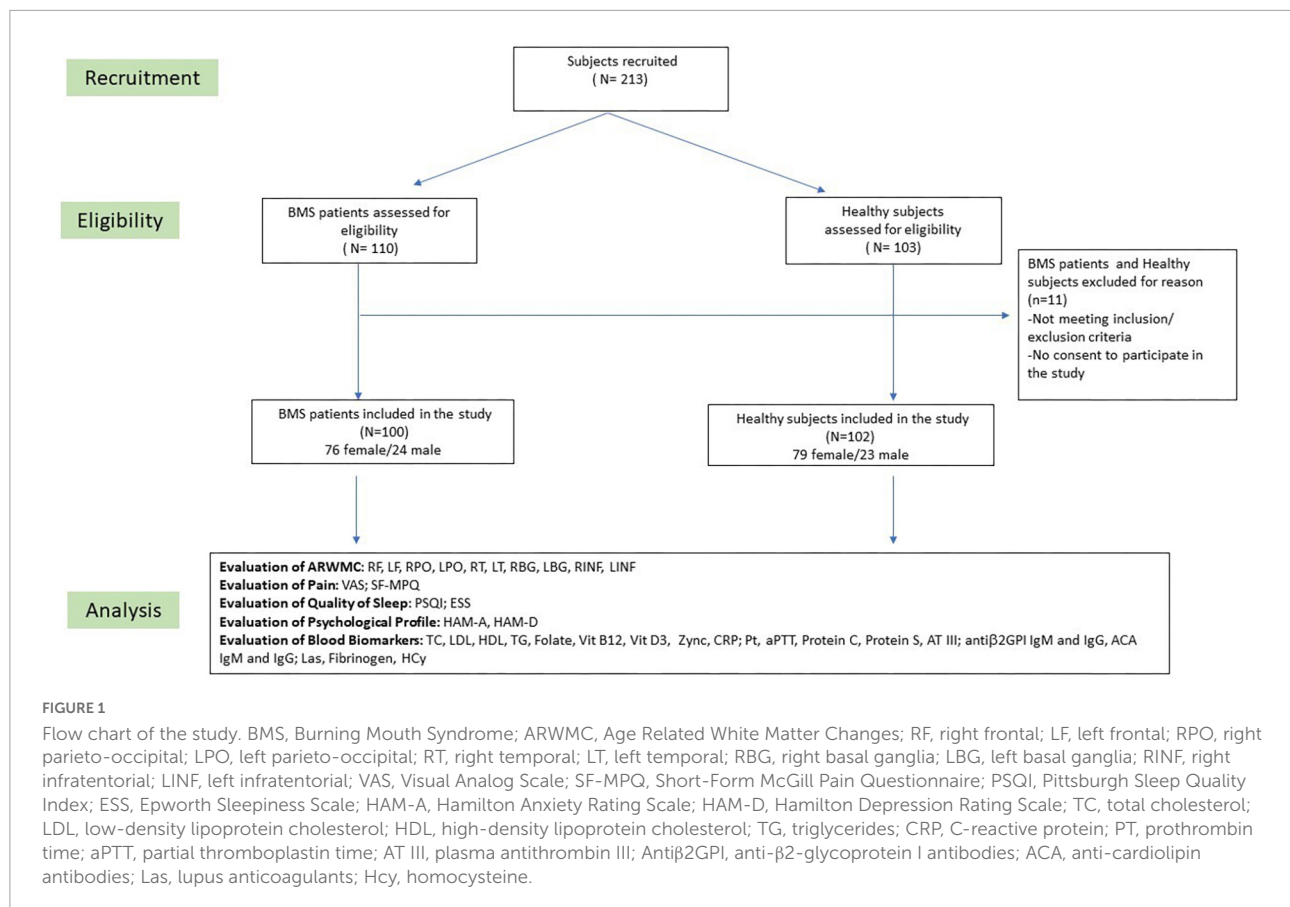 Recruitment
Subjects recruited
( N= 213)
Eligibility
BMS patients assessed for
eligibility
( N= 110)
Healthy subjects
assessed for eligibility
( N= 103)
BMS patients and Healthy
subjects excluded for reason
(n=11)
-Not meeting inclusion/
exclusion criteria
-No consent to participate in
the study
BMS patients included in the study
(N=100)
76 female/24 male
Healthy subjects included in the study
(N=102)
79 female/23 male
Analysis
Evaluation of ARWMC: RF, LF, RPO, LPO, RT, LT, RBG, LBG, RINF, LINF
Evaluation of Pain: VAS; SF-MPQ
Evaluation of Quality of Sleep: PSQI; ESS
Evaluation of Psychological Profile: HAM-A, HAM-D
Evaluation of Blood Biomarkers: TC, LDL, HDL, TG, Folate, Vit B12, Vit D3, Zync, CRP; Pt, aPTT, Protein C, Protein S, AT III; antiβ2GPI IgM and IgG, ACA
IgM and IgG; Las, Fibrinogen, HCy
FIGURE 1
Flow chart of the study. BMS, Burning Mouth Syndrome; ARWMC, Age Related White Matter Changes; RF, right frontal; LF, left frontal; RPO, right
parieto-occipital; LPO, left parieto-occipital; RT, right temporal; LT, left temporal; RBG, right basal ganglia; LBG, left basal ganglia; RINF, right
infratentorial; LINF, left infratentorial; VAS, Visual Analog Scale; SF-MPQ, Short-Form McGill Pain Questionnaire; PSQI, Pittsburgh Sleep Quality
Index; ESS, Epworth Sleepiness Scale; HAM-A, Hamilton Anxiety Rating Scale; HAM-D, Hamilton Depression Rating Scale; TC, total cholesterol;
LDL, low-density lipoprotein cholesterol; HDL, high-density lipoprotein cholesterol; TG, triglycerides; CRP, C-reactive protein; PT, prothrombin
time; aPTT, partial thromboplastin time; AT III, plasma antithrombin III; Antiβ2GPI, anti-β2-glycoprotein I antibodies; ACA, anti-cardiolipin
antibodies; Las, lupus anticoagulants; Hcy, homocysteine.